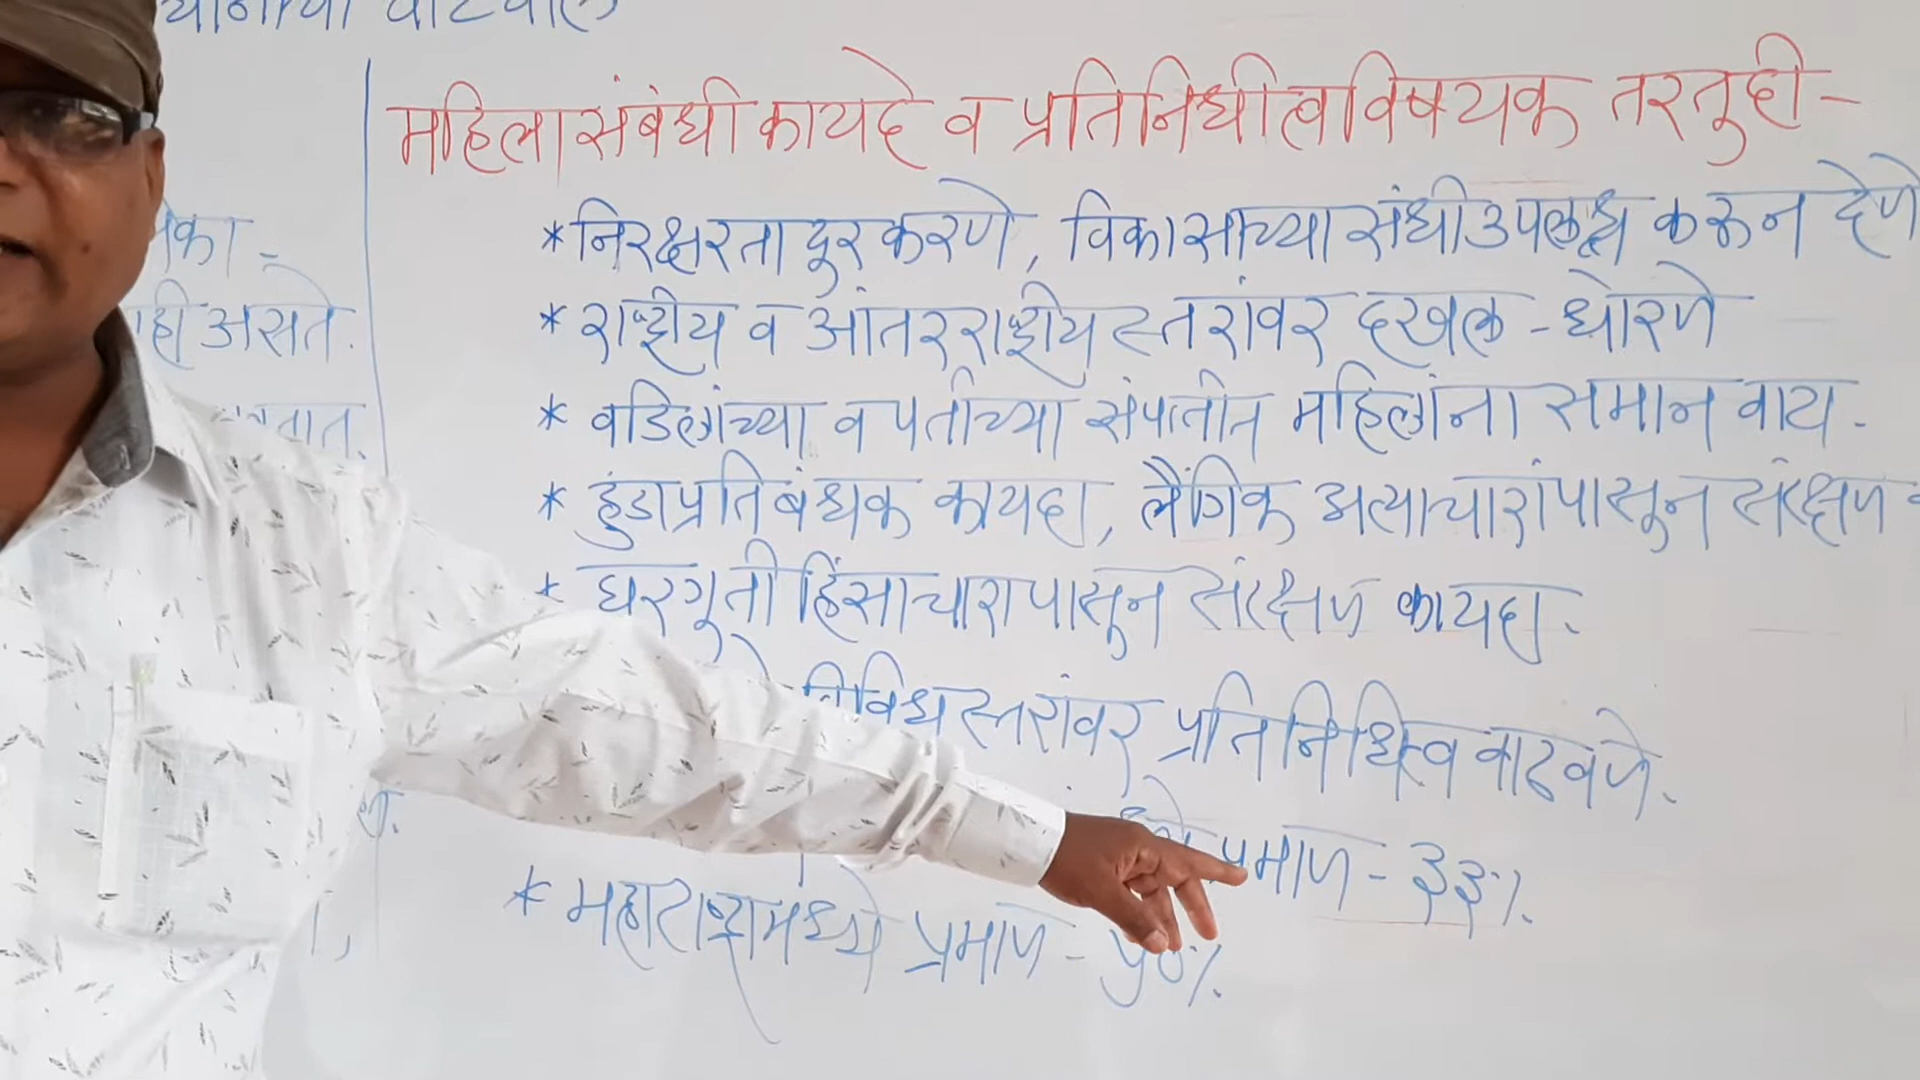 महिलासंबंधी कायदे व प्रतिनिधीत्वविषयक तरतूदी-
का -
ही असते.
* निरक्षरता दूर करणे, विकासाच्या संधी उपलब्ध करून देणे
* राष्ट्रीय व आंतरराष्ट्रीय स्तरांवर दखल - धोरणे
* वडिलांच्या व पतीच्या संपत्तीत महिलांना समान वाटा.
* हुंडाप्रतिबंधक कायदा, लैंगिक अत्याचारांपासून संरक्षण
* घरगूती हिंसाचारापासून संरक्षण कायदा.
विविध स्तरांवर प्रतिनिधित्व वाढवणे.
प्रमाण - ३३%.
* महाराष्ट्रामध्ये प्रमाण - ५०%.